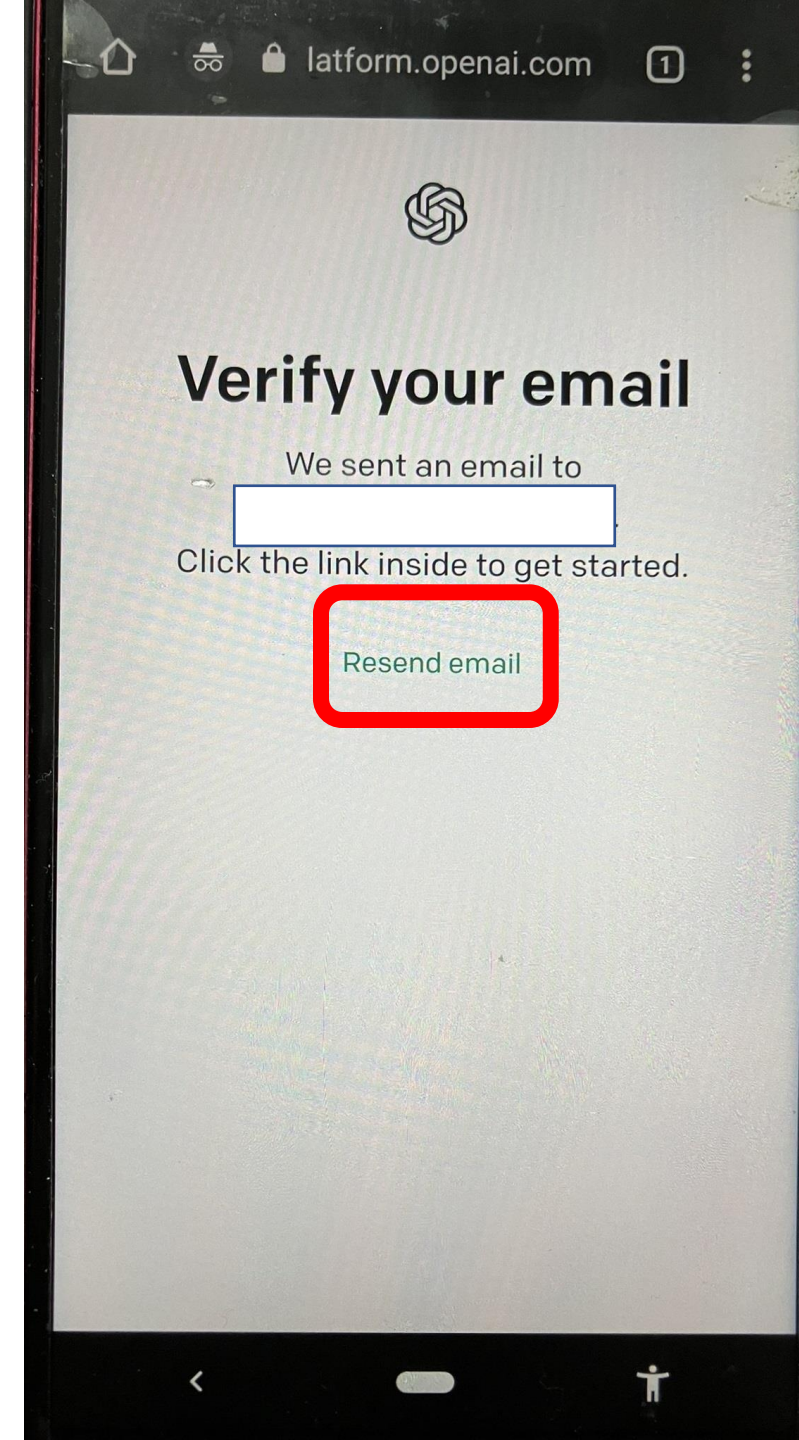 latform.openai.com
1
Verify your email
We sent an email to
.
Click the link inside to get started.
Resend email